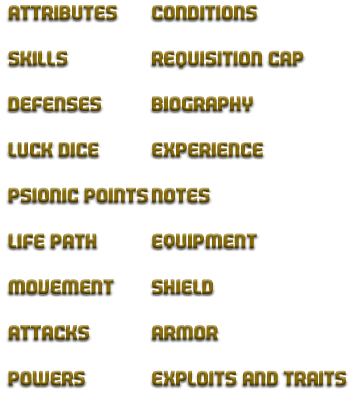 ATTRIBUTES
SKILLS
DEFENSES
LUCK DICE
PSIONIC POINTS
LIFE PATH
MOVEMENT
ATTACKS
POWERS
CONDITIONS
REQUISITION CAP
BIOGRAPHY
EXPERIENCE
NOTES
EQUIPMENT
SHIELD
ARMOR
EXPLOITS AND TRAITS